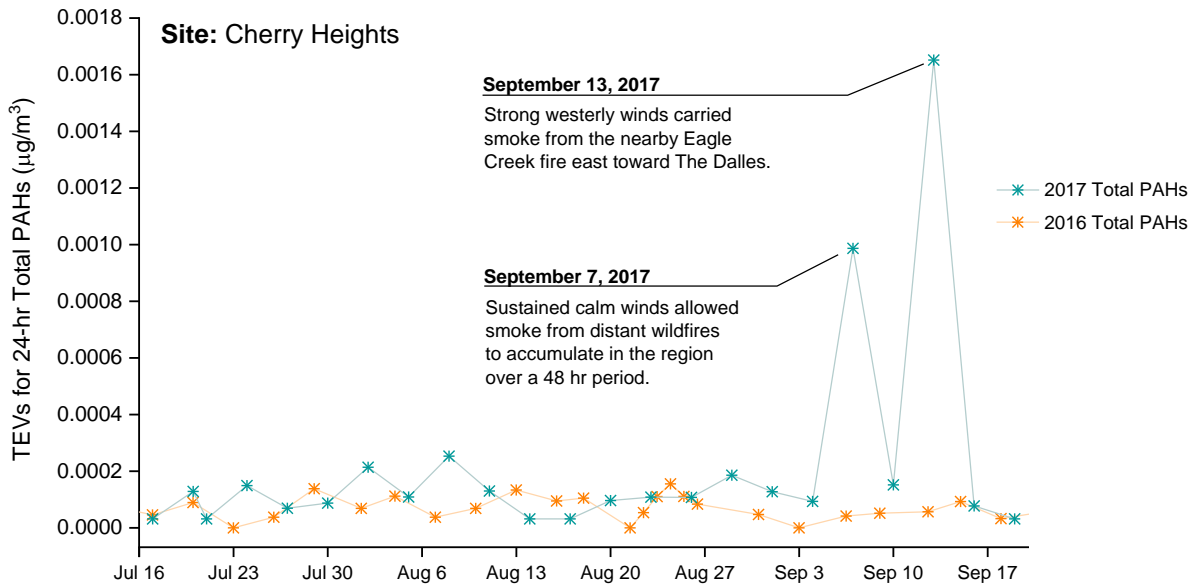 Site: Cherry Heights
TEVs for 24-hr Total PAHs (μg/m³)
0.0018
0.0016
0.0014
0.0012
0.0010
0.0008
0.0006
0.0004
0.0002
0.0000
September 13, 2017
Strong westerly winds carried
smoke from the nearby Eagle
Creek fire east toward The Dalles.
September 7, 2017
Sustained calm winds allowed
smoke from distant wildfires
to accumulate in the region
over a 48 hr period.
2017 Total PAHs
2016 Total PAHs
Jul 16 Jul 23 Jul 30 Aug 6 Aug 13 Aug 20 Aug 27 Sep 3 Sep 10 Sep 17